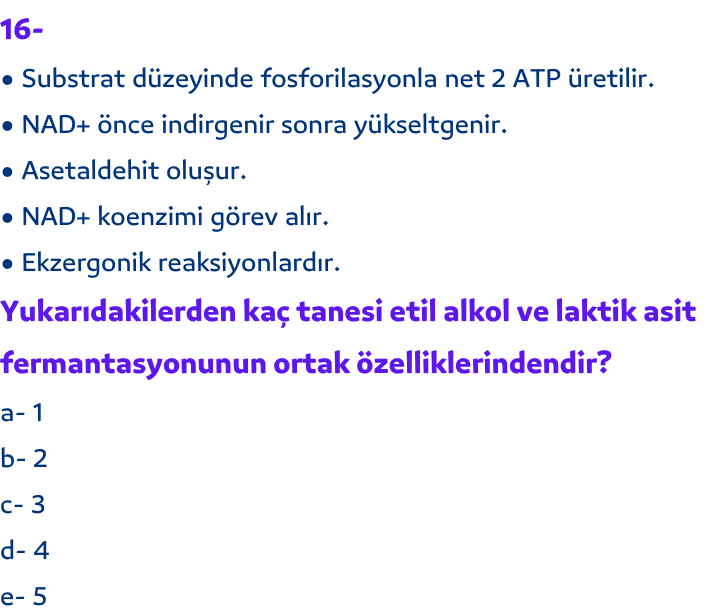 16-
• Substrat düzeyinde fosforilasyonla net 2 ATP üretilir.
• NAD+ önce indirgenir sonra yükseltgenir.
• Asetaldehit oluşur.
• NAD+ koenzimi görev alır.
• Ekzergonik reaksiyonlardır.
Yukarıdakilerden kaç tanesi etil alkol ve laktik asit
fermantasyonunun ortak özelliklerindendir?
a- 1
b- 2
c- 3
d- 4
e- 5